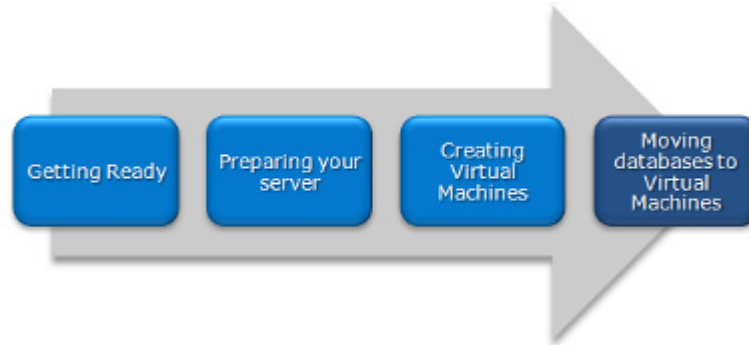 Getting Ready
Preparing your
server
Creating
Virtual
Machines
Moving
databases to
Virtual
Machines